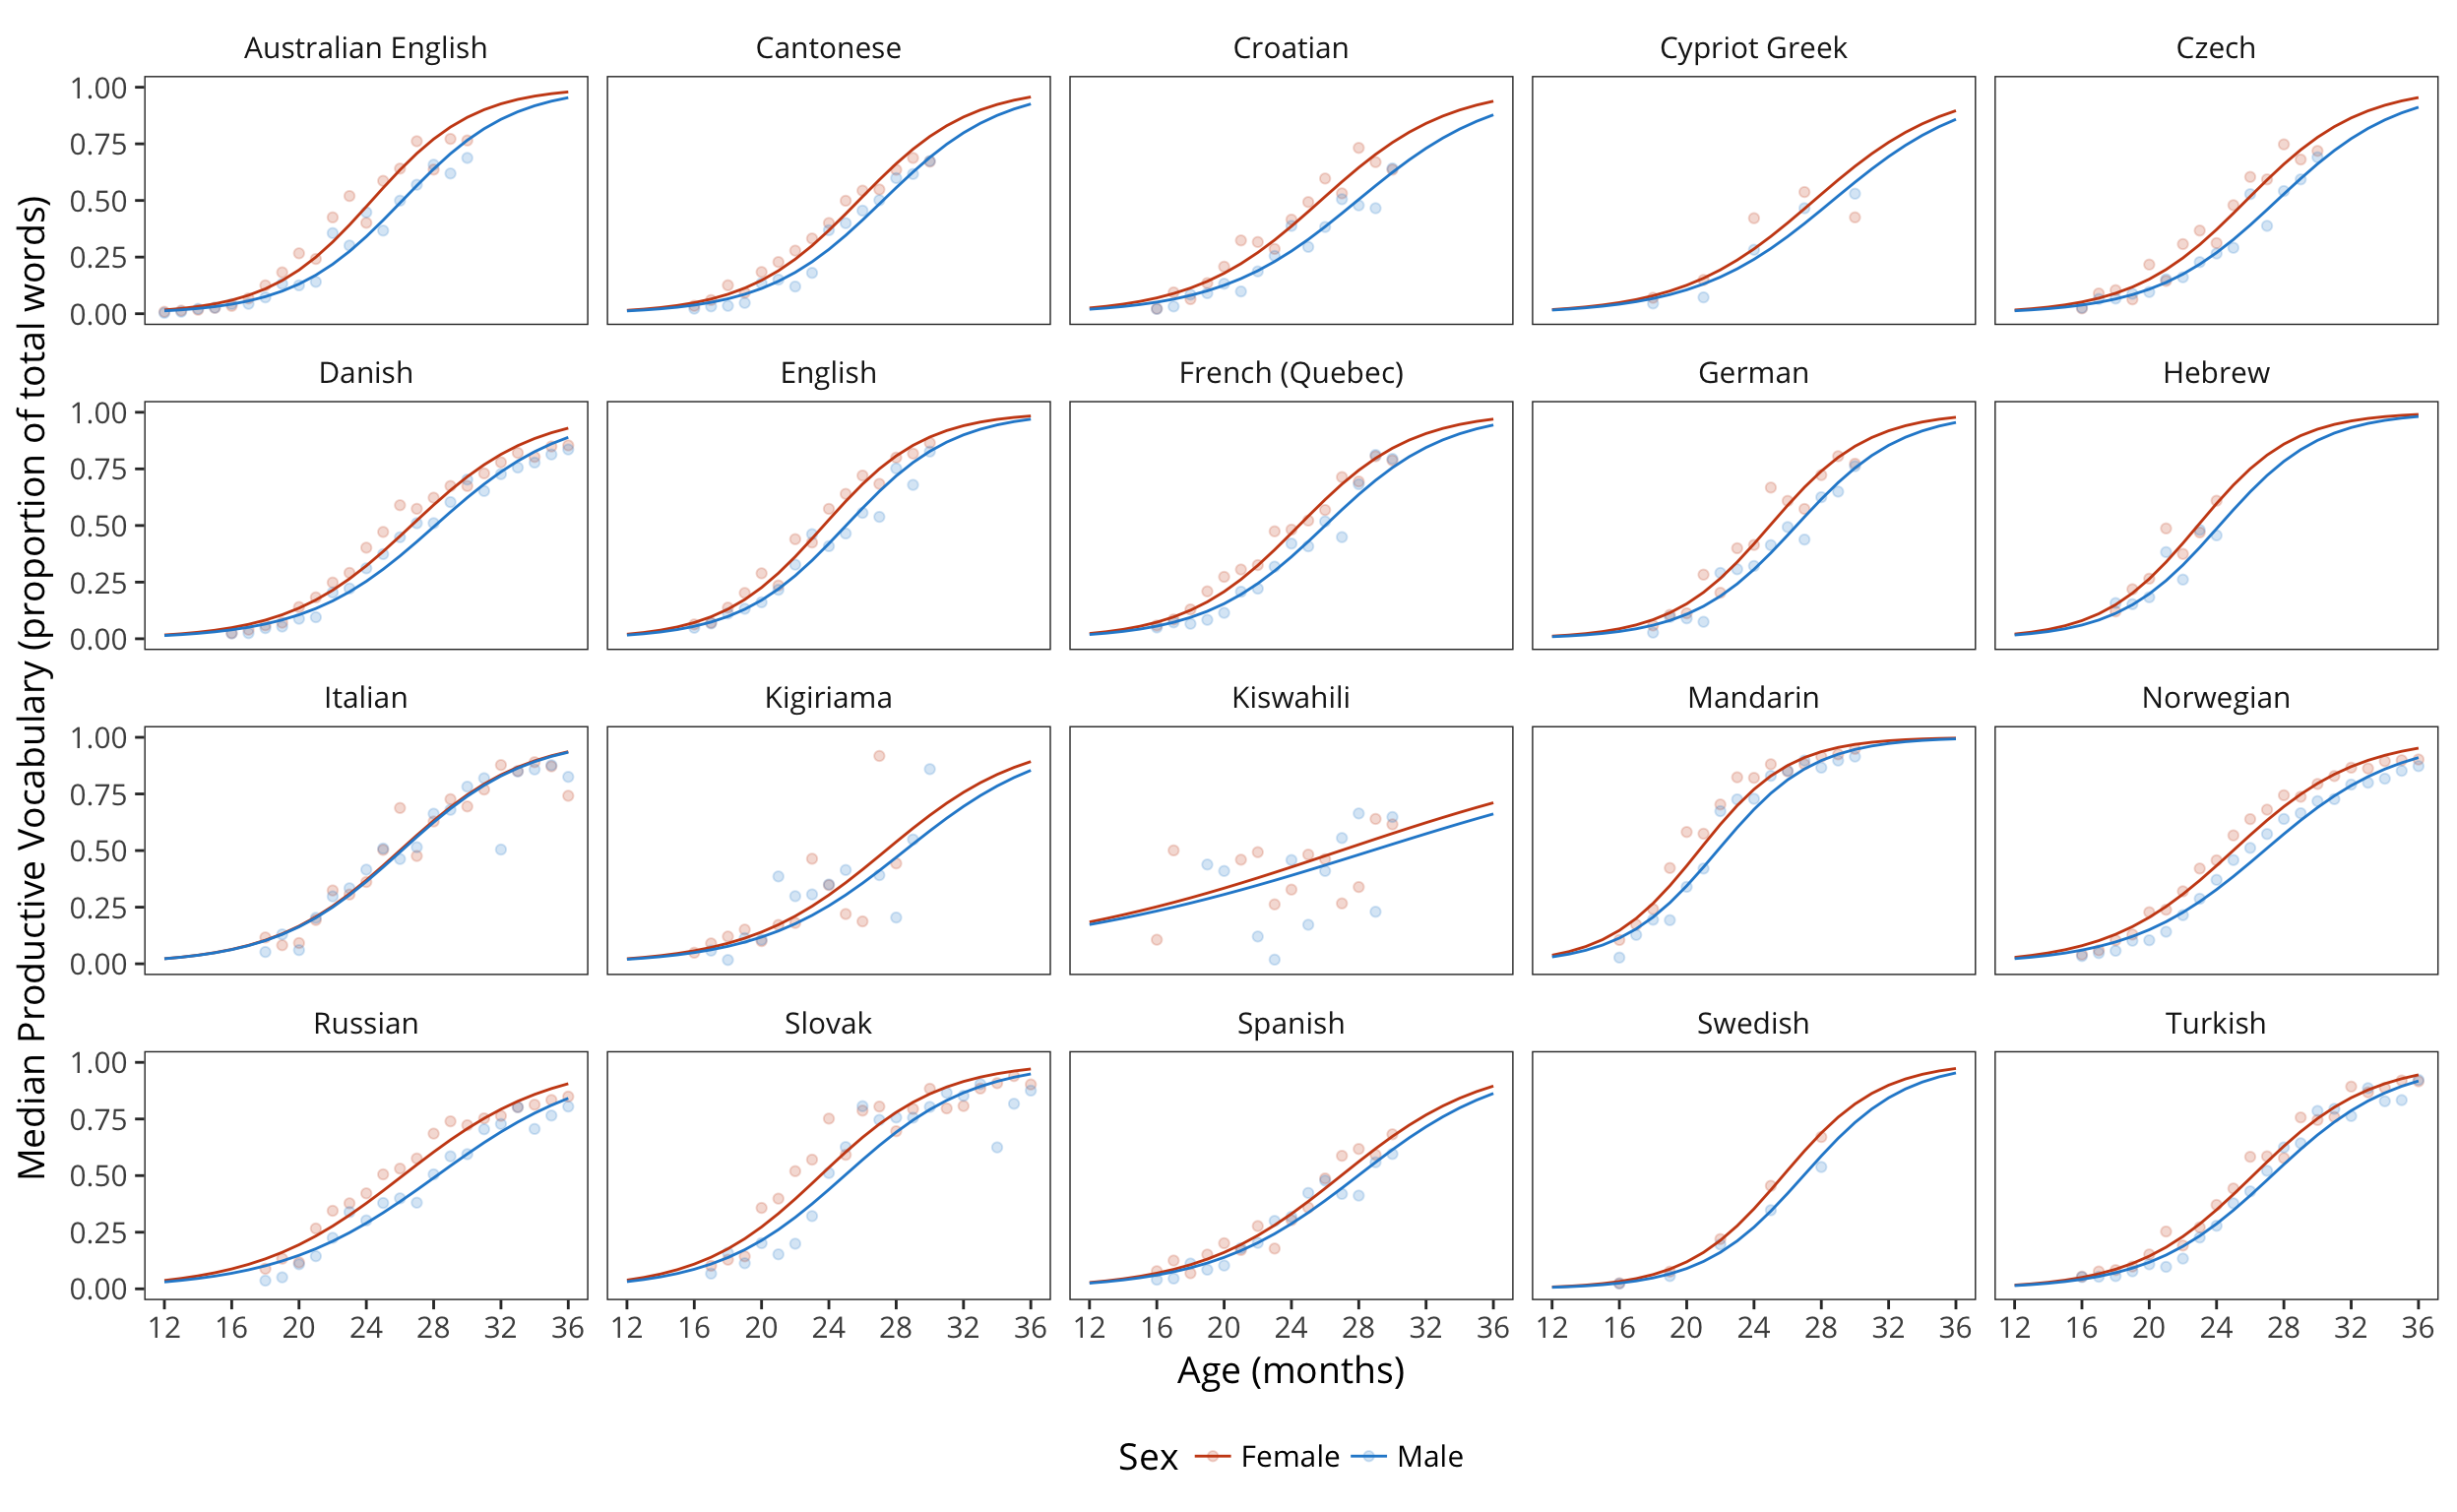 Australian English Cantonese Croatian Cypriot Greek Czech
1.00
0.75
0.50
0.25
0.00
Danish English French (Quebec) German Hebrew
1.00
0.75
0.50
0.25
0.00
Italian Kigiriama Kiswahili Mandarin Norwegian
1.00
0.75
0.50
0.25
0.00
Russian Slovak Spanish Swedish Turkish
1.00
0.75
0.50
0.25
0.00
12 16 20 24 28 32 36 12 16 20 24 28 32 36 12 16 20 24 28 32 36 12 16 20 24 28 32 36 12 16 20 24 28 32 36
Median Productive Vocabulary (proportion of total words)
Age (months)
Sex Female Male